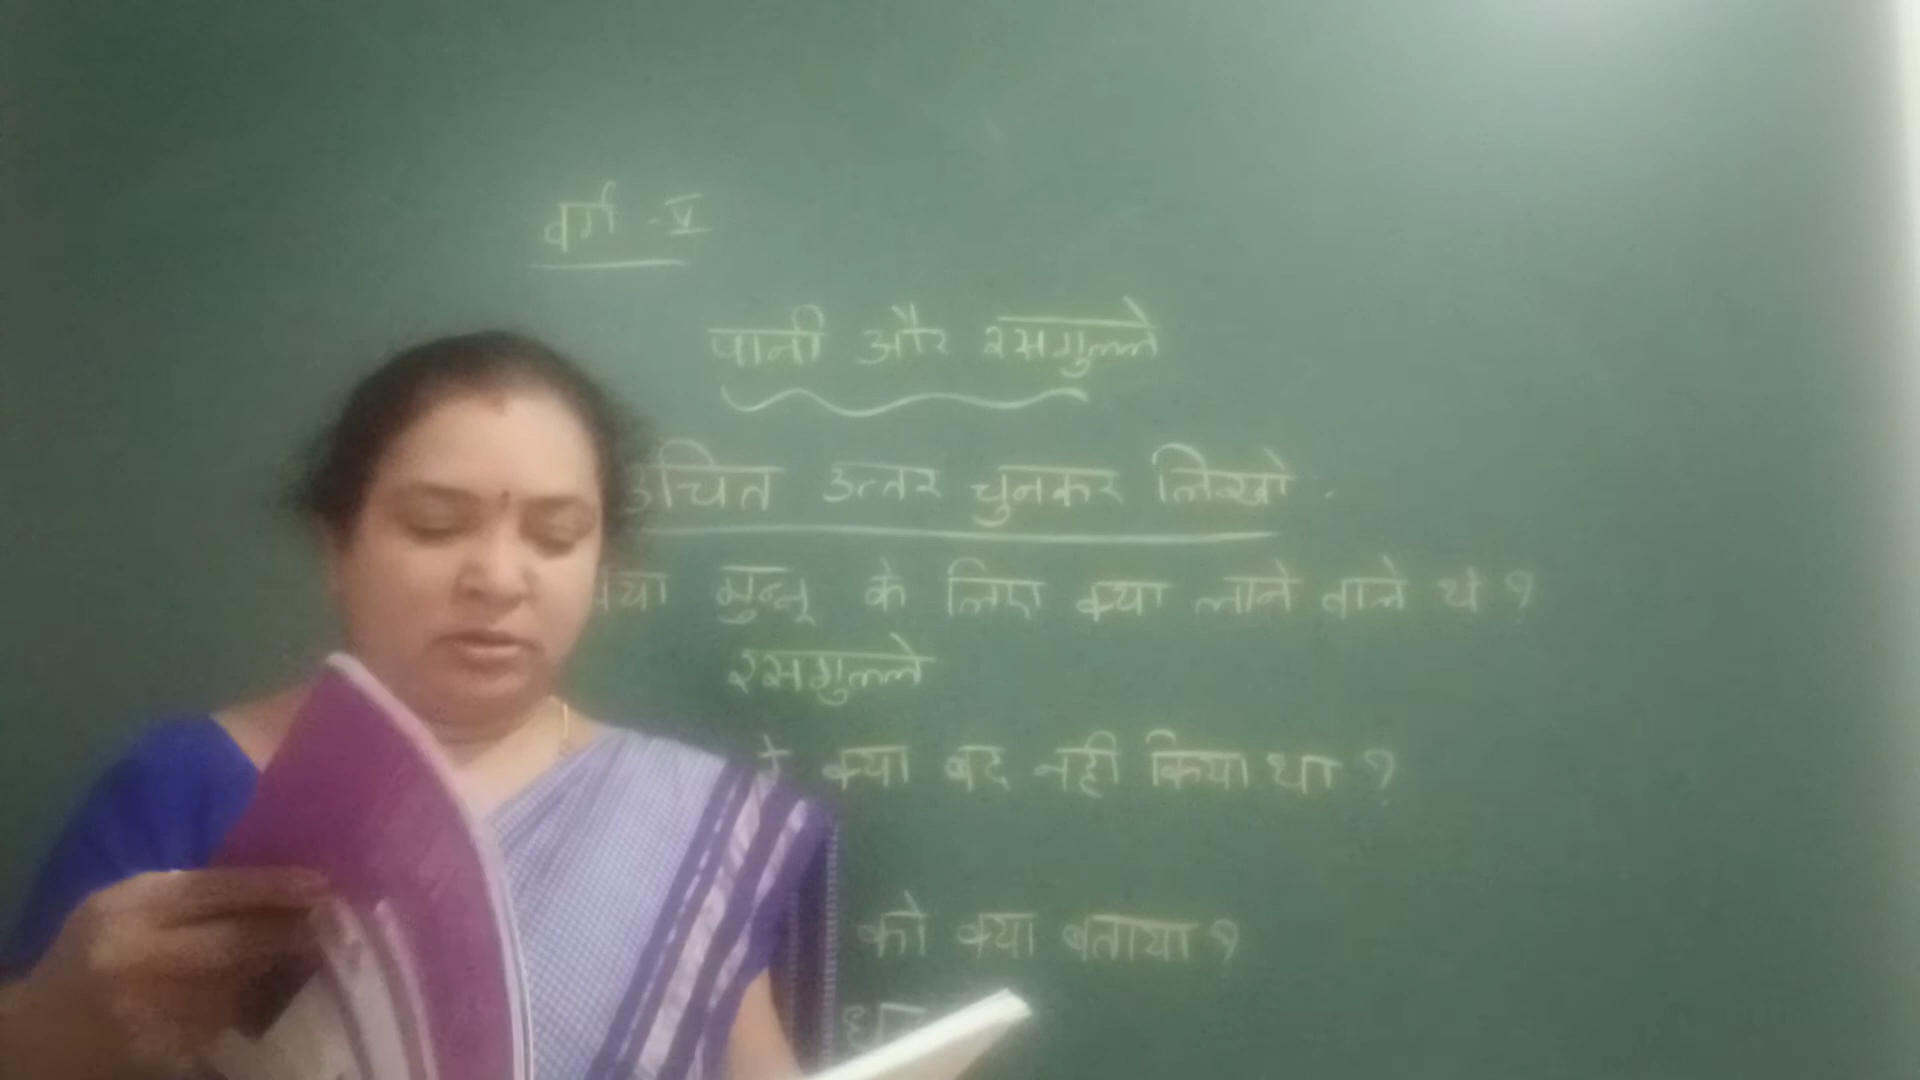 वर्ग - V
पानी और रसगुल्ले
उचित उत्तर चुनकर लिखो .
मुन्नू के लिए क्या लाने वाले थे ?
रसगुल्ले
क्या बंद नहीं किया था ?
को क्या बताया ?